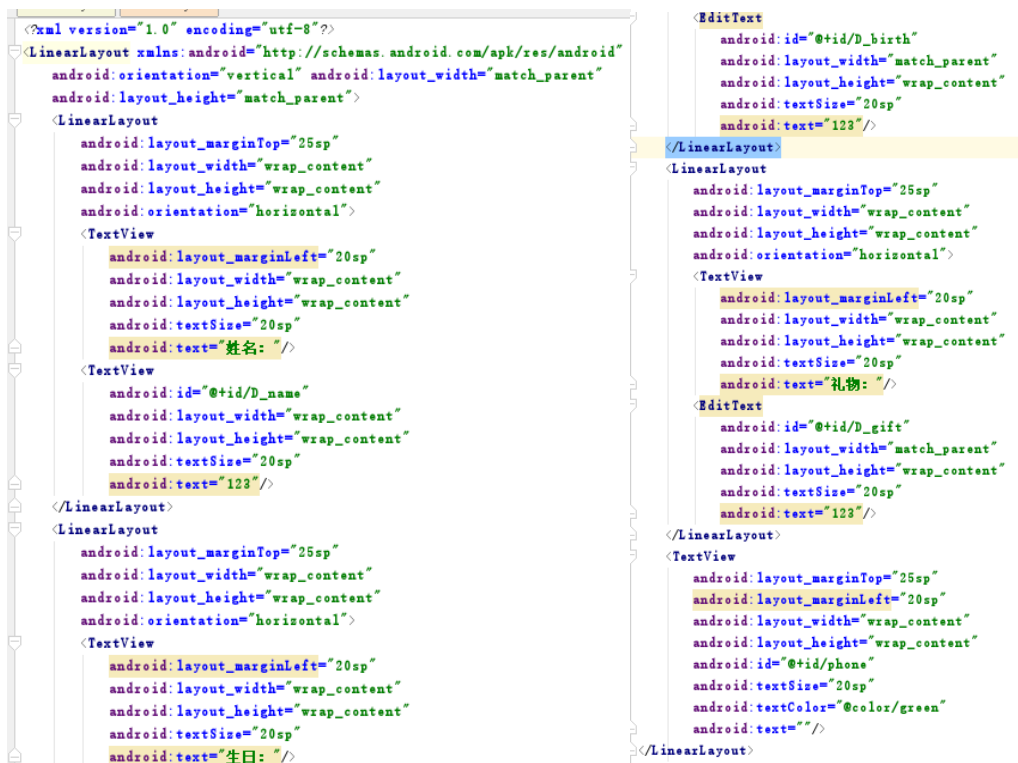 <?xml version="1.0" encoding="utf-8"?>
<LinearLayout xmlns:android="http://schemas.android.com/apk/res/android"
android:orientation="vertical" android:layout_width="match_parent"
android:layout_height="match_parent">
<LinearLayout
android:layout_marginTop="25sp"
android:layout_width="wrap_content"
android:layout_height="wrap_content"
android:orientation="horizontal">
<TextView
android:layout_marginLeft="20sp"
android:layout_width="wrap_content"
android:layout_height="wrap_content"
android:textSize="20sp"
android:text="姓名："/>
<TextView
android:id="@+id/D_name"
android:layout_width="wrap_content"
android:layout_height="wrap_content"
android:textSize="20sp"
android:text="123"/>
</LinearLayout>
<LinearLayout
android:layout_marginTop="25sp"
android:layout_width="wrap_content"
android:layout_height="wrap_content"
android:orientation="horizontal">
<TextView
android:layout_marginLeft="20sp"
android:layout_width="wrap_content"
android:layout_height="wrap_content"
android:textSize="20sp"
android:text="生日："/>
<EditText
android:id="@+id/D_birth"
android:layout_width="match_parent"
android:layout_height="wrap_content"
android:textSize="20sp"
android:text="123"/>
</LinearLayout>
<LinearLayout
android:layout_marginTop="25sp"
android:layout_width="wrap_content"
android:layout_height="wrap_content"
android:orientation="horizontal">
<TextView
android:layout_marginLeft="20sp"
android:layout_width="wrap_content"
android:layout_height="wrap_content"
android:textSize="20sp"
android:text="礼物："/>
<EditText
android:id="@+id/D_gift"
android:layout_width="match_parent"
android:layout_height="wrap_content"
android:textSize="20sp"
android:text="123"/>
</LinearLayout>
<TextView
android:layout_marginTop="25sp"
android:layout_marginLeft="20sp"
android:layout_width="wrap_content"
android:layout_height="wrap_content"
android:id="@+id/phone"
android:textSize="20sp"
android:textColor="@color/green"
android:text=""/>
</LinearLayout>